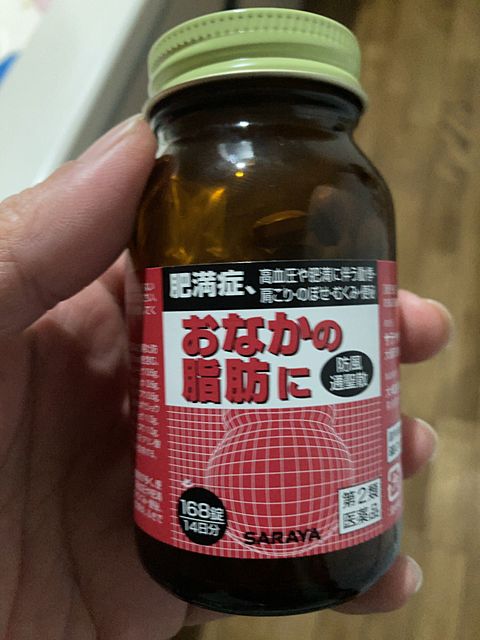 肥満症、
高血圧や肥満に伴う動悸・
肩こり・のぼせ・むくみ・便秘
おなかの
脂肪に
防風
通聖散
168錠
14日分
第2類
医薬品
SARAYA